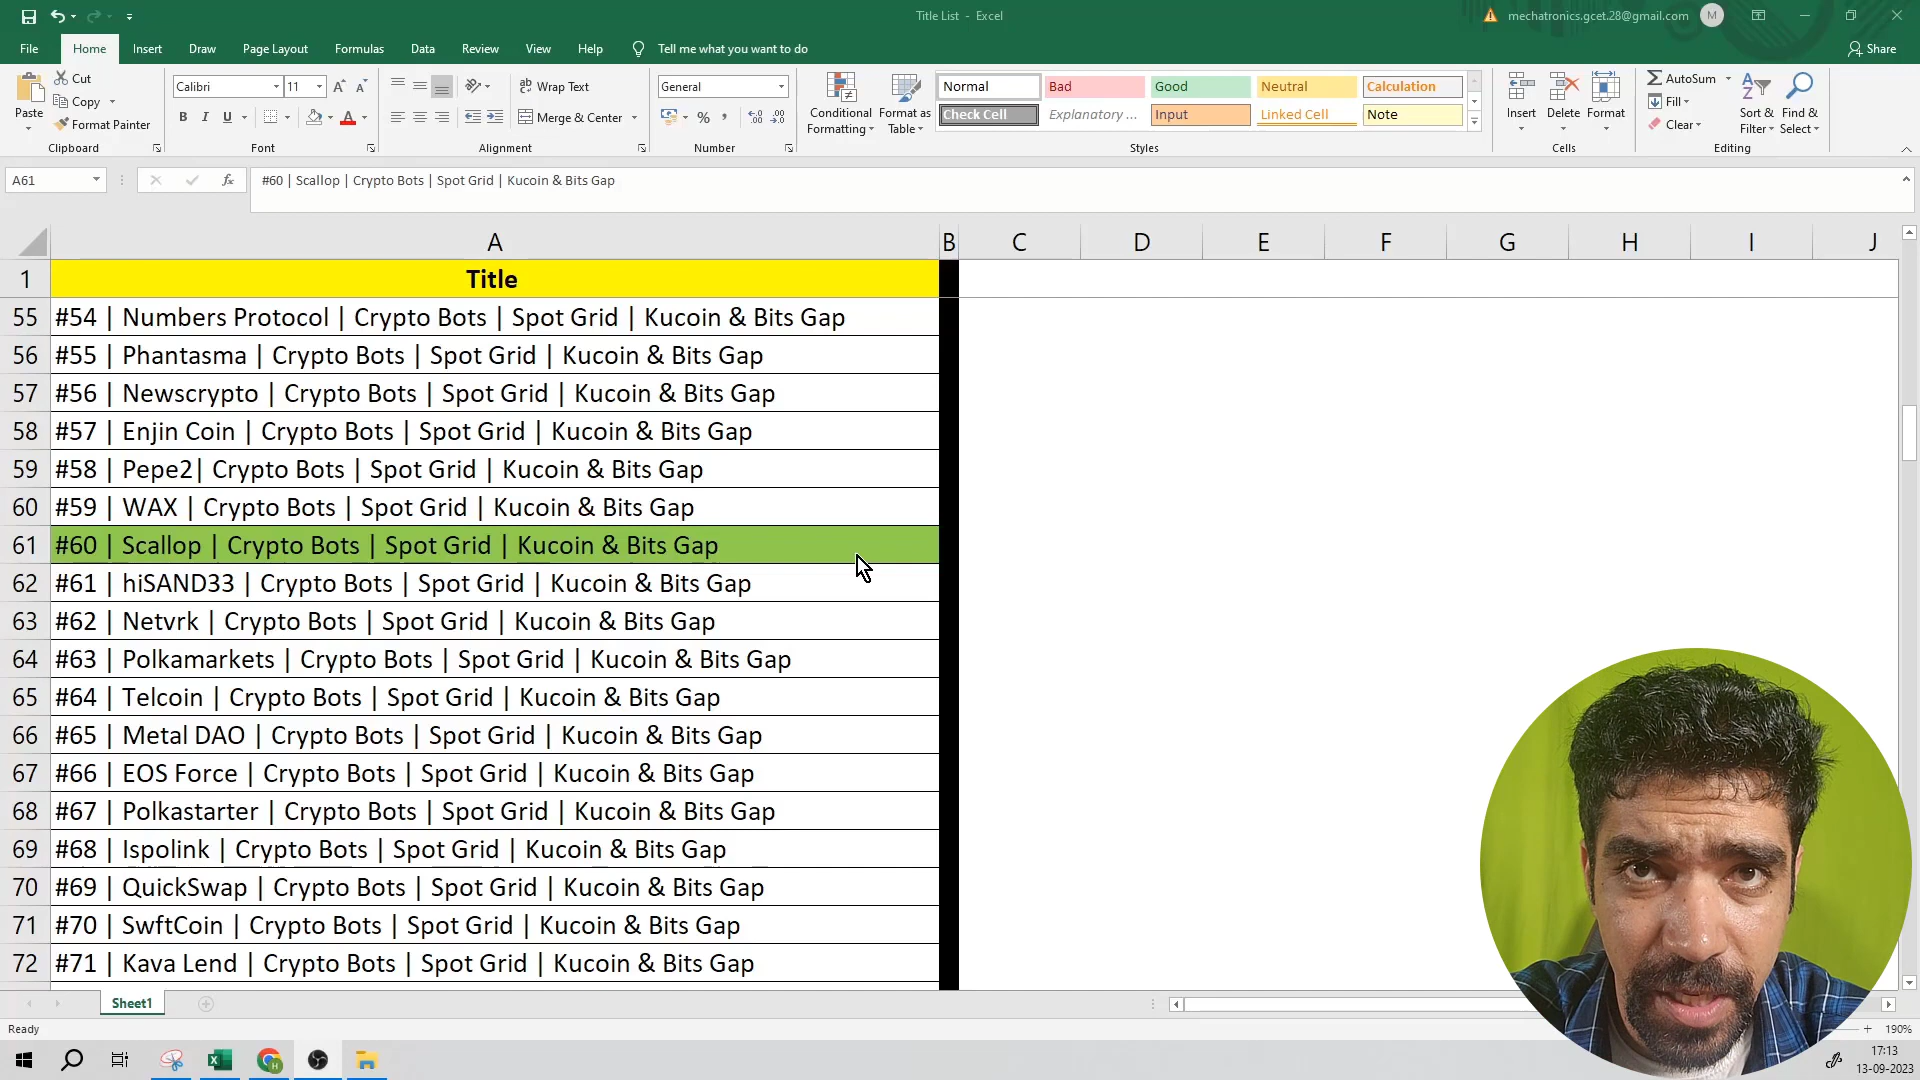 Title List - Excel
mechatronics.gcet.28@gmail.com
M
File
Home
Insert
Draw
Page Layout
Formulas
Data
Review
View
Help
Tell me what you want to do
Share
Paste
Cut
Copy
Format Painter
Clipboard
Calibri
11
B I U
Font
Wrap Text
Merge & Center
Alignment
General
%
Number
Conditional Formatting
Format as Table
Normal
Bad
Good
Neutral
Calculation
Check Cell
Explanatory ...
Input
Linked Cell
Note
Styles
Insert
Delete
Format
Cells
AutoSum
Fill
Clear
Sort & Filter
Find & Select
Editing
A61
fx
#60 | Scallop | Crypto Bots | Spot Grid | Kucoin & Bits Gap
A B C D E F G H I J
1 Title
55 #54 | Numbers Protocol | Crypto Bots | Spot Grid | Kucoin & Bits Gap
56 #55 | Phantasma | Crypto Bots | Spot Grid | Kucoin & Bits Gap
57 #56 | Newscrypto | Crypto Bots | Spot Grid | Kucoin & Bits Gap
58 #57 | Enjin Coin | Crypto Bots | Spot Grid | Kucoin & Bits Gap
59 #58 | Pepe2| Crypto Bots | Spot Grid | Kucoin & Bits Gap
60 #59 | WAX | Crypto Bots | Spot Grid | Kucoin & Bits Gap
61 #60 | Scallop | Crypto Bots | Spot Grid | Kucoin & Bits Gap
62 #61 | hiSAND33 | Crypto Bots | Spot Grid | Kucoin & Bits Gap
63 #62 | Netvrk | Crypto Bots | Spot Grid | Kucoin & Bits Gap
64 #63 | Polkamarkets | Crypto Bots | Spot Grid | Kucoin & Bits Gap
65 #64 | Telcoin | Crypto Bots | Spot Grid | Kucoin & Bits Gap
66 #65 | Metal DAO | Crypto Bots | Spot Grid | Kucoin & Bits Gap
67 #66 | EOS Force | Crypto Bots | Spot Grid | Kucoin & Bits Gap
68 #67 | Polkastarter | Crypto Bots | Spot Grid | Kucoin & Bits Gap
69 #68 | Ispolink | Crypto Bots | Spot Grid | Kucoin & Bits Gap
70 #69 | QuickSwap | Crypto Bots | Spot Grid | Kucoin & Bits Gap
71 #70 | SwftCoin | Crypto Bots | Spot Grid | Kucoin & Bits Gap
72 #71 | Kava Lend | Crypto Bots | Spot Grid | Kucoin & Bits Gap
Sheet1
Ready
190%
17:13
13-09-2023